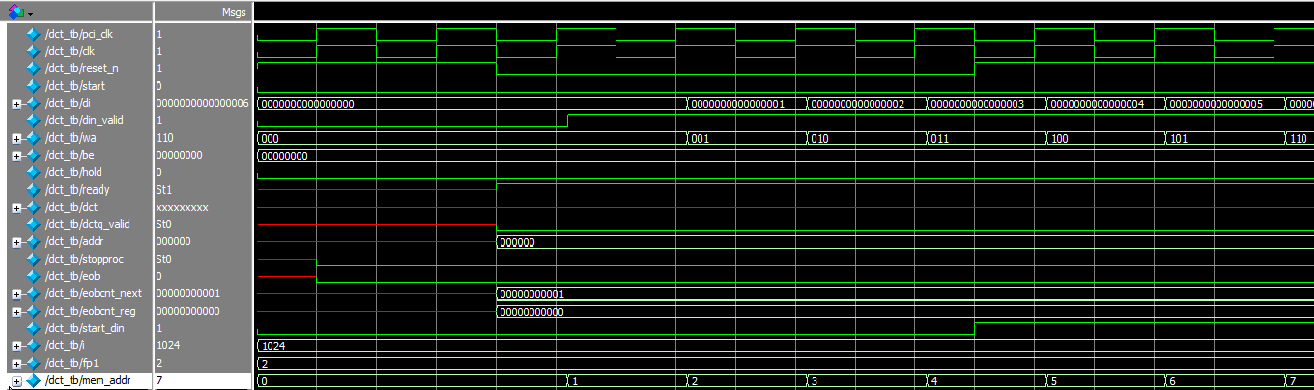 Msgs
/dct_tb/pci_clk 1
/dct_tb/clk 1
/dct_tb/reset_n 1
/dct_tb/start 0
/dct_tb/di 0000000000000006 0000000000000000 0000000000000001 0000000000000002 0000000000000003 0000000000000004 0000000000000005 00000
/dct_tb/din_valid 1
/dct_tb/wa 110 000 001 010 011 100 101 110
/dct_tb/be 00000000 00000000
/dct_tb/hold 0
/dct_tb/ready St1
/dct_tb/dct xxxxxxxxx
/dct_tb/dctq_valid St0
/dct_tb/addr 000000 000000
/dct_tb/stopproc St0
/dct_tb/eob 0
/dct_tb/eobcnt_next 00000000001 00000000001
/dct_tb/eobcnt_reg 00000000000 00000000000
/dct_tb/start_din 1
/dct_tb/i 1024 1024
/dct_tb/fp1 2 2
/dct_tb/mem_addr 7 0 1 2 3 4 5 6 7